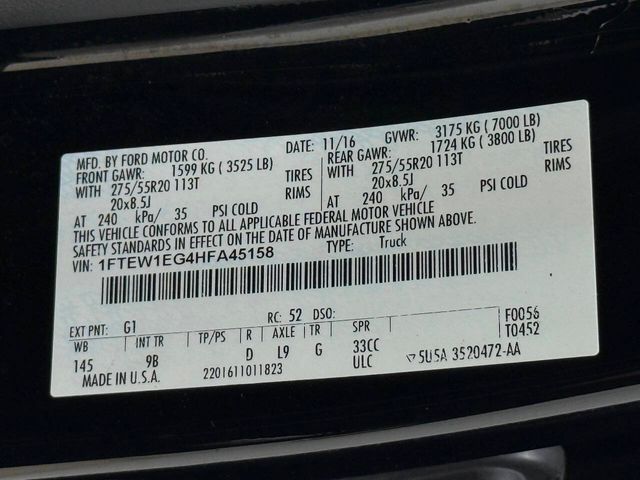 MFD. BY FORD MOTOR CO. DATE: 11/16 GVWR: 3175 KG ( 7000 LB)
FRONT GAWR: 1599 KG ( 3525 LB) REAR GAWR: 1724 KG ( 3800 LB)
WITH 275/55R20 113T TIRES WITH 275/55R20 113T TIRES
20x8.5J RIMS 20x8.5J RIMS
AT 240 kPa/ 35 PSI COLD AT 240 kPa/ 35 PSI COLD
THIS VEHICLE CONFORMS TO ALL APPLICABLE FEDERAL MOTOR VEHICLE
SAFETY STANDARDS IN EFFECT ON THE DATE OF MANUFACTURE SHOWN ABOVE.
VIN: 1FTEW1EG4HFA45158 TYPE: Truck
EXT PNT: G1 RC: 52 DSO: F0056
WB INT TR TP/PS R AXLE TR SPR T0452
145 9B D L9 G 33CC
MADE IN U.S.A. 2201611011823 ULC 5U5A 3520472-AA